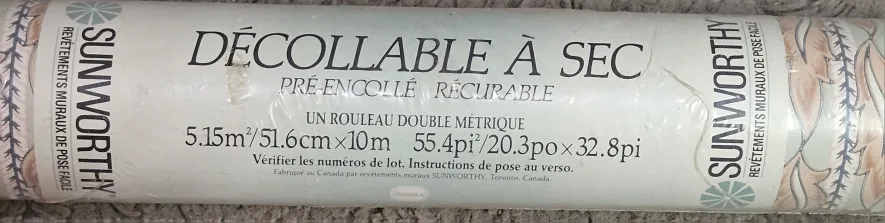 SUNWORTHY
REVÊTEMENTS MURAUX DE POSE FACILE
DÉCOLLABLE À SEC
PRÉ-ENCOLLÉ RÉCURABLE
UN ROULEAU DOUBLE MÉTRIQUE
5.15m²/51.6cm×10m 55.4pi²/20.3po×32.8pi
Vérifier les numéros de lot. Instructions de pose au verso.
Fabriqué au Canada par revêtements muraux SUNWORTHY, Toronto, Canada.
SUNWORTHY
REVÊTEMENTS MURAUX DE POSE FACILE